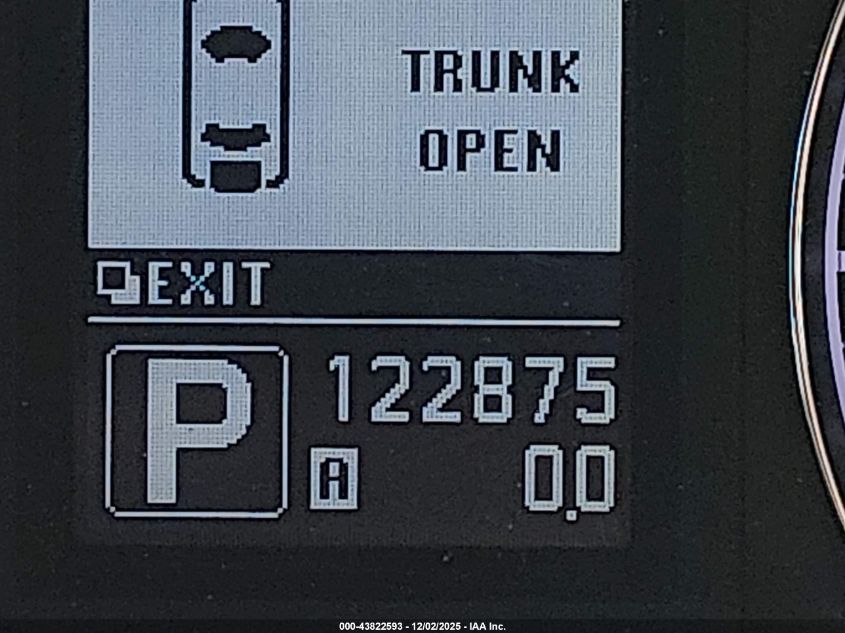 TRUNK
OPEN
EXIT
P 122875
A 0.0
000-43822593 - 12/02/2025 - IAA Inc.